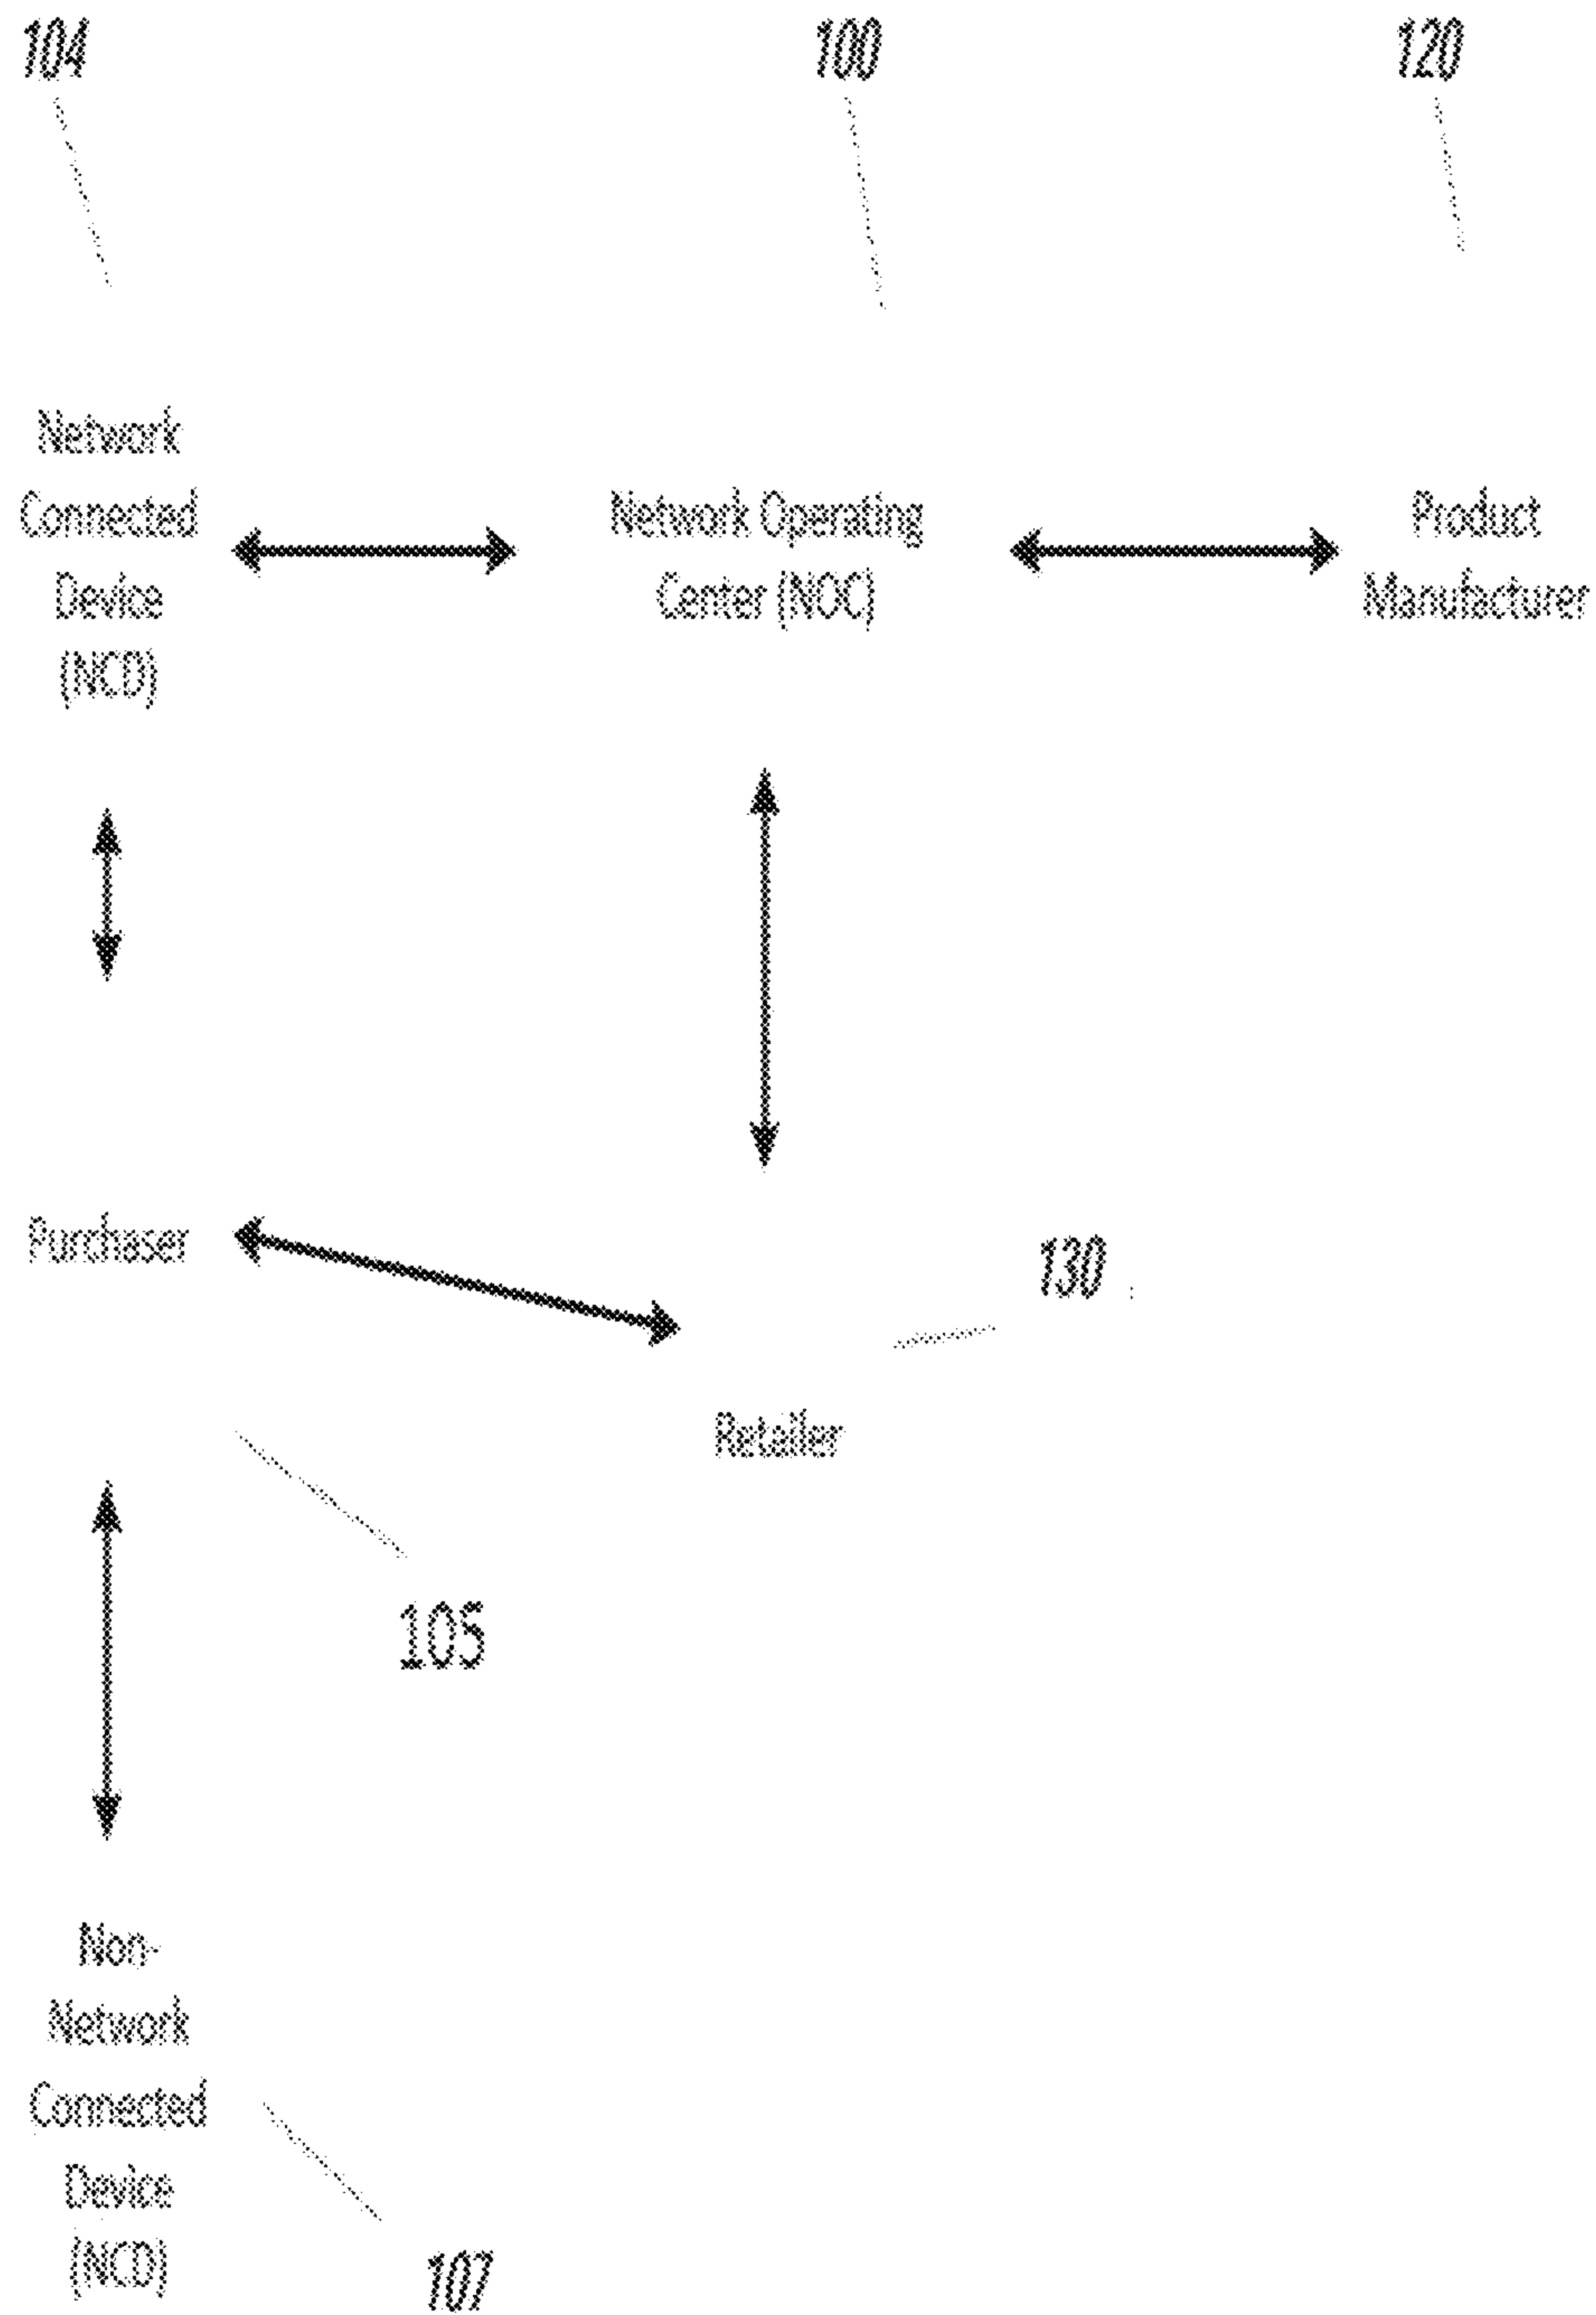 104
100
120
Network
Connected
Device
(NCD)
Network Operating
Center (NOC)
Product
Manufacturer
Purchaser
130
Retailer
105
Non-
Network
Connected
Device
(NCD)
107